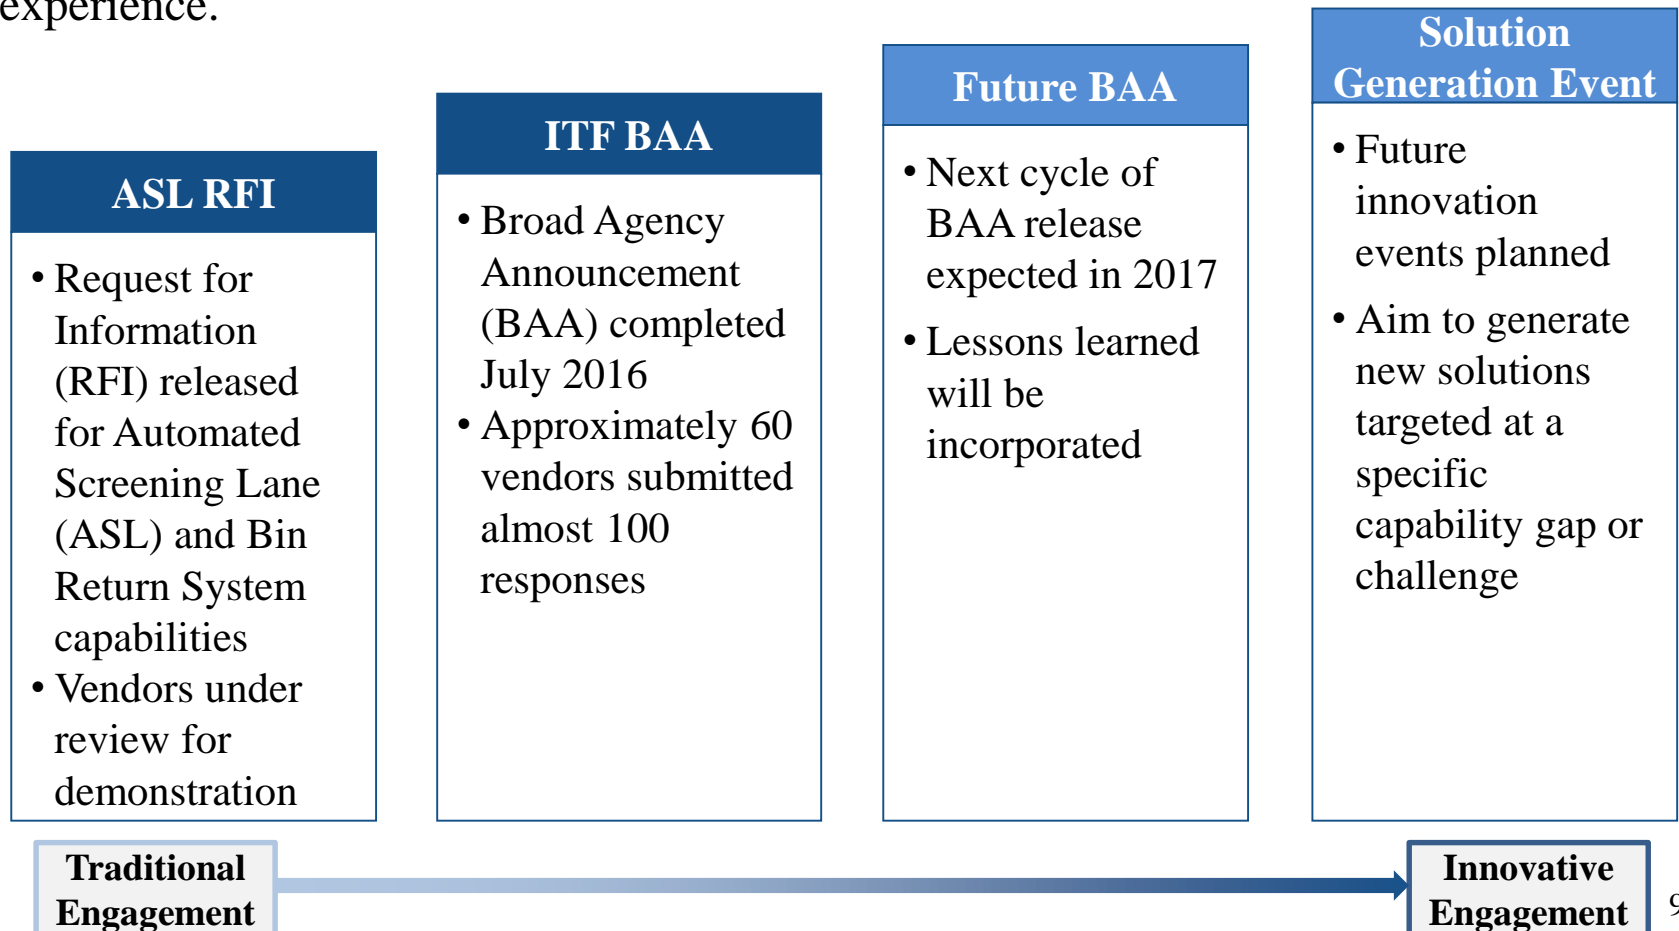 experience.
ASL RFI
• Request for
Information
(RFI) released
for Automated
Screening Lane
(ASL) and Bin
Return System
capabilities
• Vendors under
review for
demonstration
ITF BAA
• Broad Agency
Announcement
(BAA) completed
July 2016
• Approximately 60
vendors submitted
almost 100
responses
Future BAA
• Next cycle of
BAA release
expected in 2017
• Lessons learned
will be
incorporated
Solution
Generation Event
• Future
innovation
events planned
• Aim to generate
new solutions
targeted at a
specific
capability gap or
challenge
Traditional
Engagement
Innovative
Engagement
9